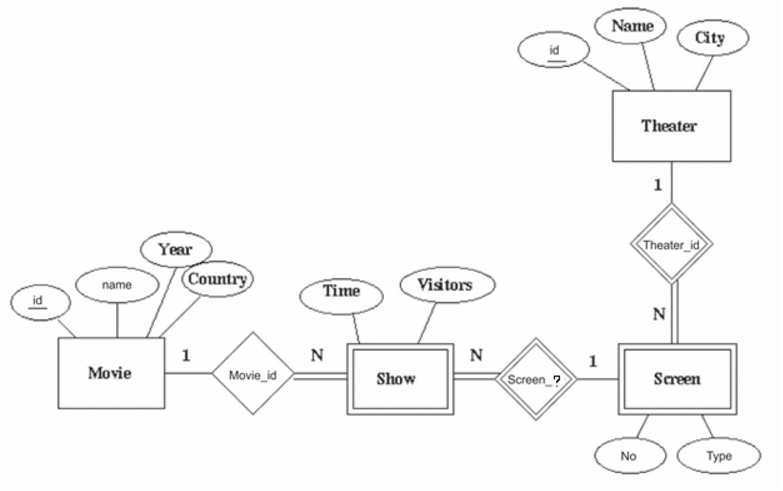 id
Name
City
Theater
1
Theater_id
N
Year
Country
name
id
Time
Visitors
Movie
1
Movie_id
N
Show
N
Screen_?
1
Screen
No
Type